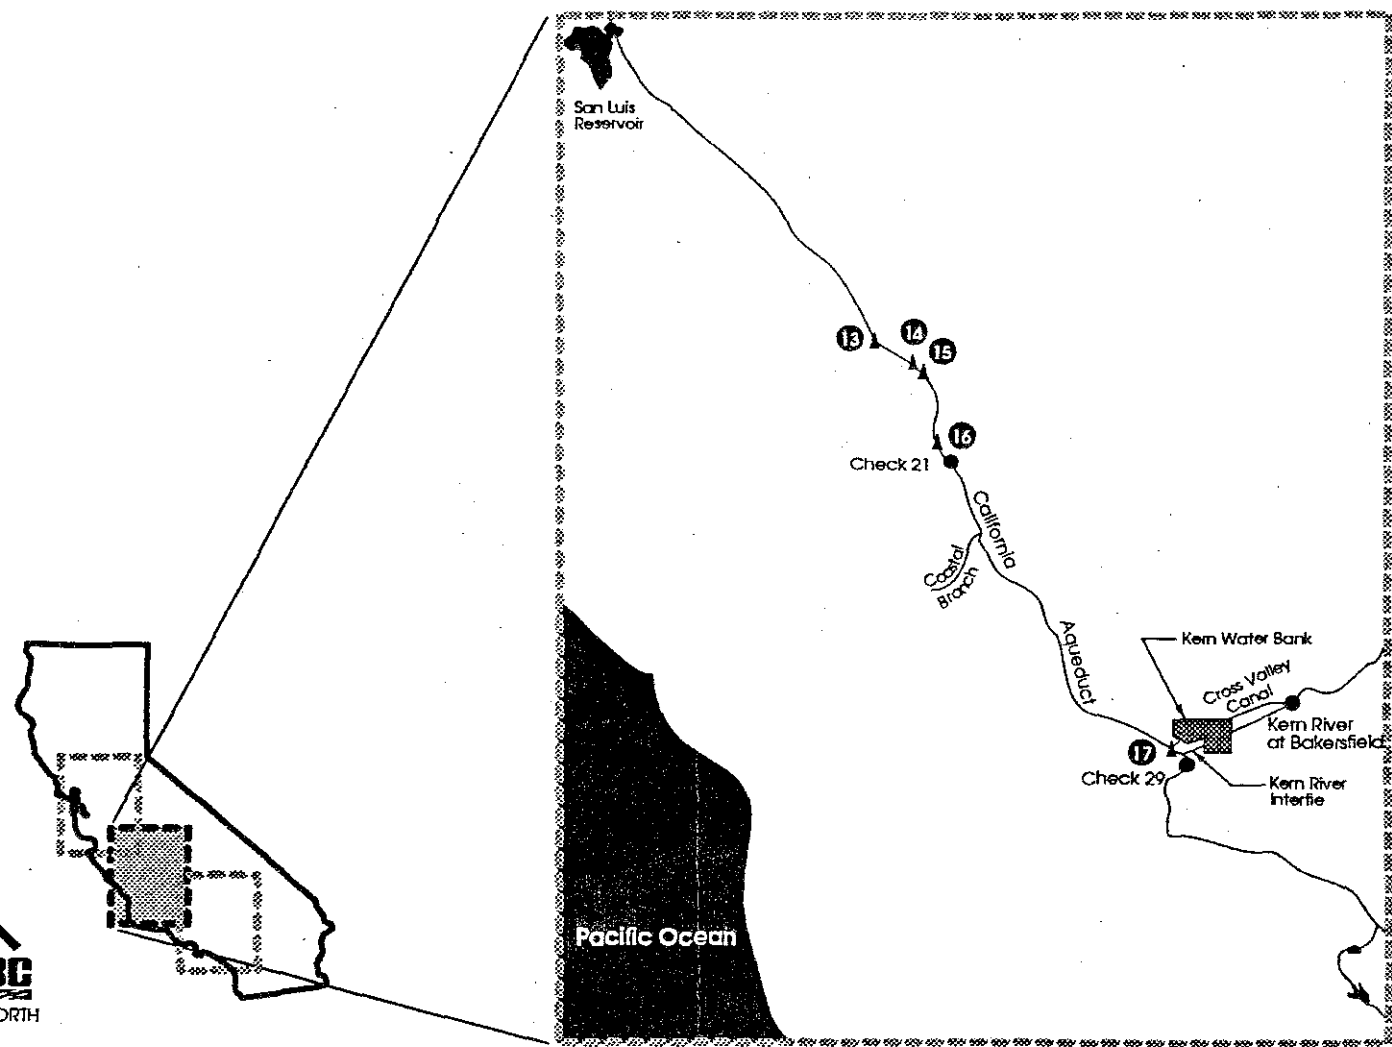 San Luis
Reservoir
13
14
15
16
Check 21
California
Coastal
Branch
Aqueduct
Kern Water Bank
Cross Valley
Canal
Kern River
at Bakersfield
17
Check 29
Kern River
Intertie
Pacific Ocean